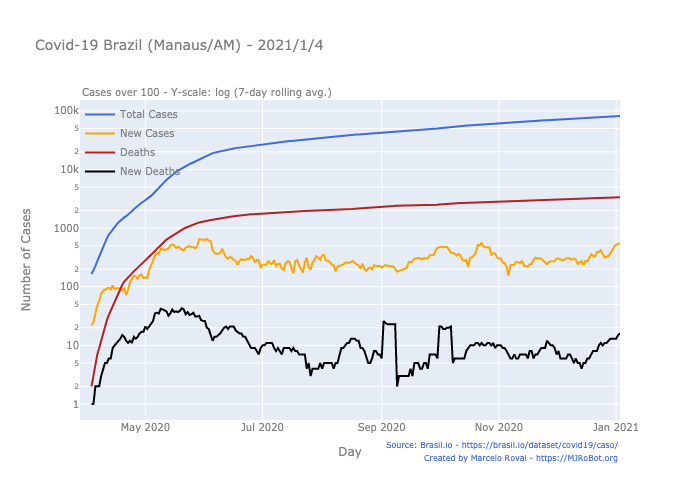 Covid-19 Brazil (Manaus/AM) - 2021/1/4
Cases over 100 - Y-scale: log (7-day rolling avg.)
Total Cases
New Cases
Deaths
New Deaths
Number of Cases
100k
5
2
10k
5
2
1000
5
2
100
5
2
10
5
2
1
May 2020
Jul 2020
Sep 2020
Nov 2020
Jan 2021
Day
Source: Brasil.io - https://brasil.io/dataset/covid19/caso/
Created by Marcelo Rovai - https://MJRoBot.org